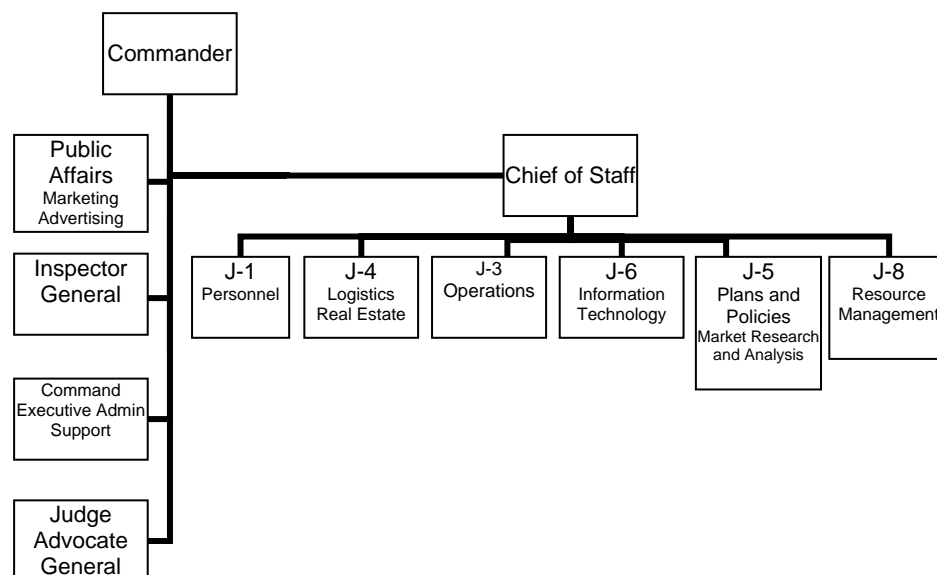 Commander
Public
Affairs
Marketing
Advertising
Chief of Staff
Inspector
General
J-1
Personnel
J-4
Logistics
Real Estate
J-3
Operations
J-6
Information
Technology
J-5
Plans and
Policies
Market Research
and Analysis
J-8
Resource
Management
Command
Executive Admin
Support
Judge
Advocate
General